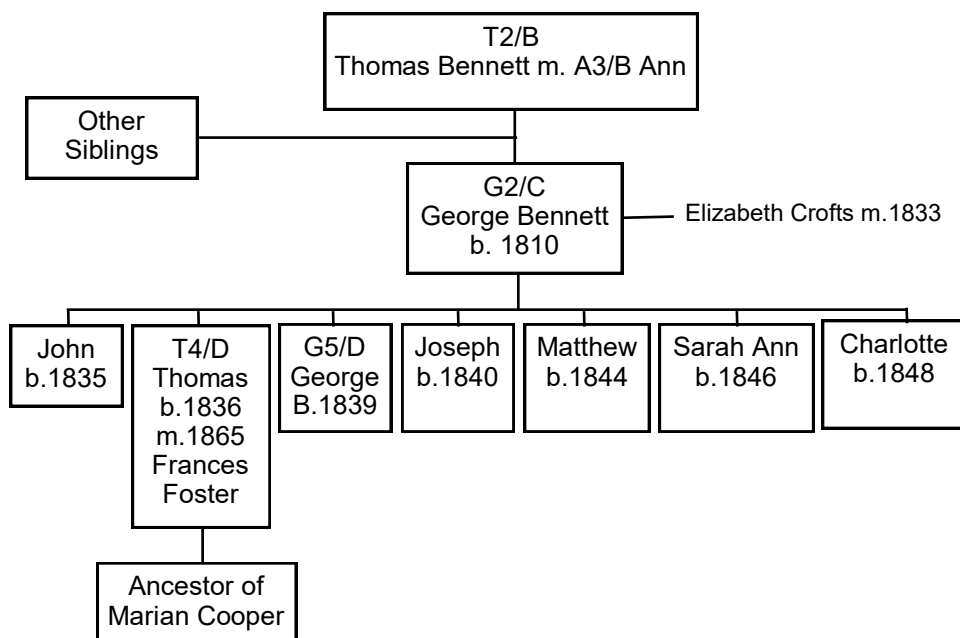 T2/B
Thomas Bennett m. A3/B Ann
Other
Siblings
G2/C
George Bennett
b. 1810
Elizabeth Crofts m.1833
John
b.1835
T4/D
Thomas
b.1836
m.1865
Frances
Foster
G5/D
George
B.1839
Joseph
b.1840
Matthew
b.1844
Sarah Ann
b.1846
Charlotte
b.1848
Ancestor of
Marian Cooper